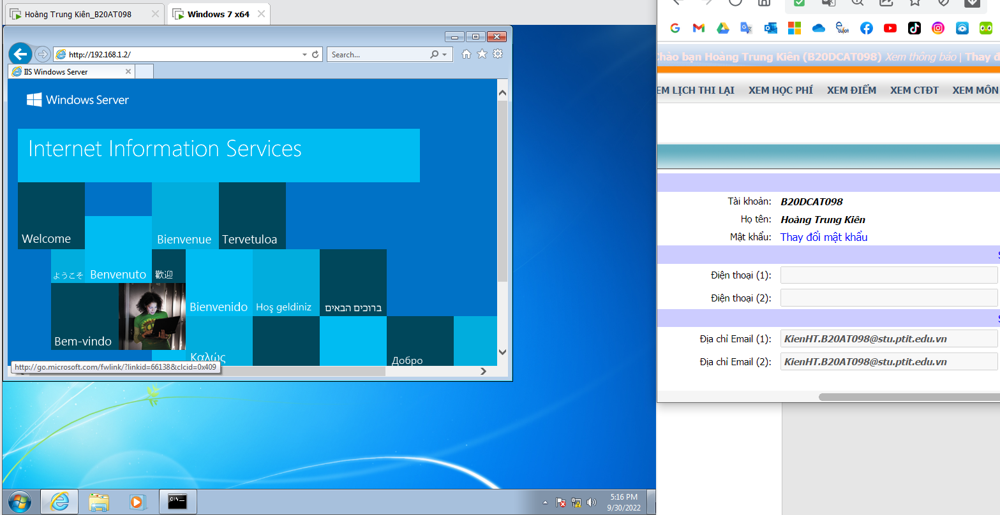 Hoàng Trung Kiên_B20AT098
Windows 7 x64
http://192.168.1.2/
Search...
IIS Windows Server
Windows Server
Internet Information Services
Welcome
Bienvenue
Tervetuloa
ようこそ
Benvenuto
歡迎
Bienvenido
Hoş geldiniz
ברוכים הבאים
Bem-vindo
Καλώς
Добро
http://go.microsoft.com/fwlink/?linkid=66138&clcid=0x409
C:\
5:16 PM
9/30/2022
Chào bạn Hoàng Trung Kiên (B20DCAT098) Xem thông báo | Thay đ
EM LỊCH THI LẠI XEM HỌC PHÍ XEM ĐIỂM XEM CTĐT XEM MÔN
Tài khoản: B20DCAT098
Họ tên: Hoàng Trung Kiên
Mật khẩu: Thay đổi mật khẩu
Điện thoại (1):
Điện thoại (2):
Địa chỉ Email (1): KienHT.B20AT098@stu.ptit.edu.vn
Địa chỉ Email (2): KienHT.B20AT098@stu.ptit.edu.vn